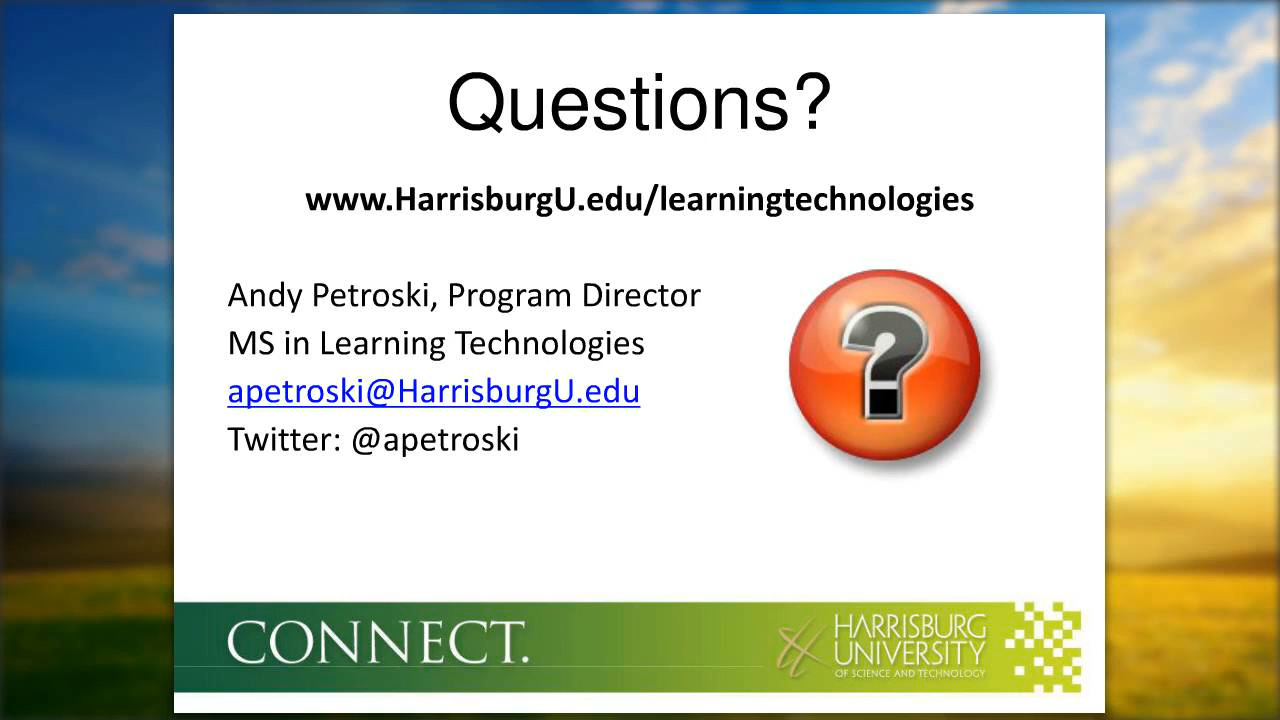 Questions?
www.HarrisburgU.edu/learningtechnologies
Andy Petroski, Program Director
MS in Learning Technologies
apetroski@HarrisburgU.edu
Twitter: @apetroski
?
CONNECT.
HARRISBURG
UNIVERSITY
OF SCIENCE AND TECHNOLOGY